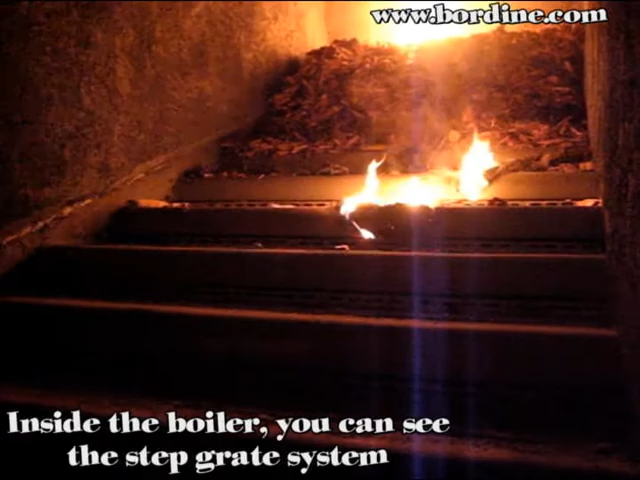 www.bordine.com
Inside the boiler, you can see
the step grate system